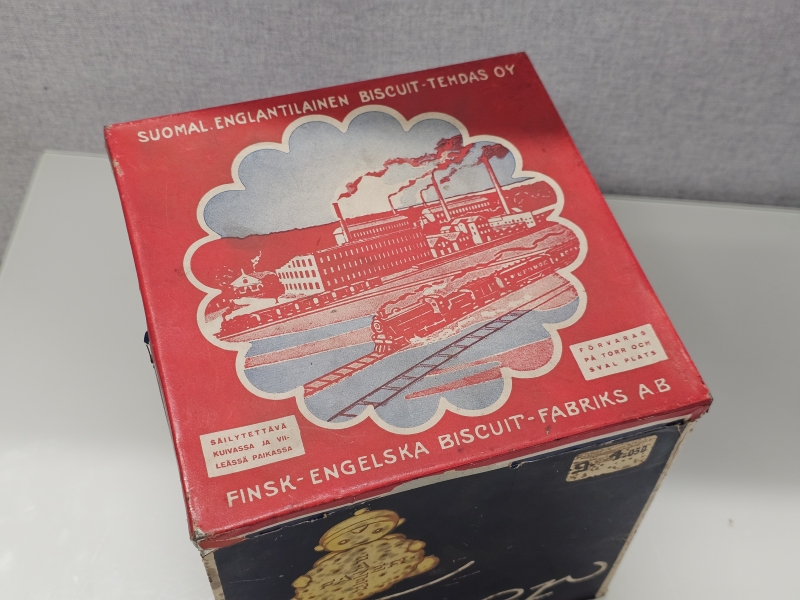 SUOMAL. ENGLANTILAINEN BISCUIT-TEHDAS OY
FÖRVARAS
PÅ TORR OCH
SVAL PLATS
SÄILYTETTÄVÄ
KUIVASSA JA VII-
LEÄSSÄ PAIKASSA
FINSK-ENGELSKA BISCUIT-FABRIKS AB